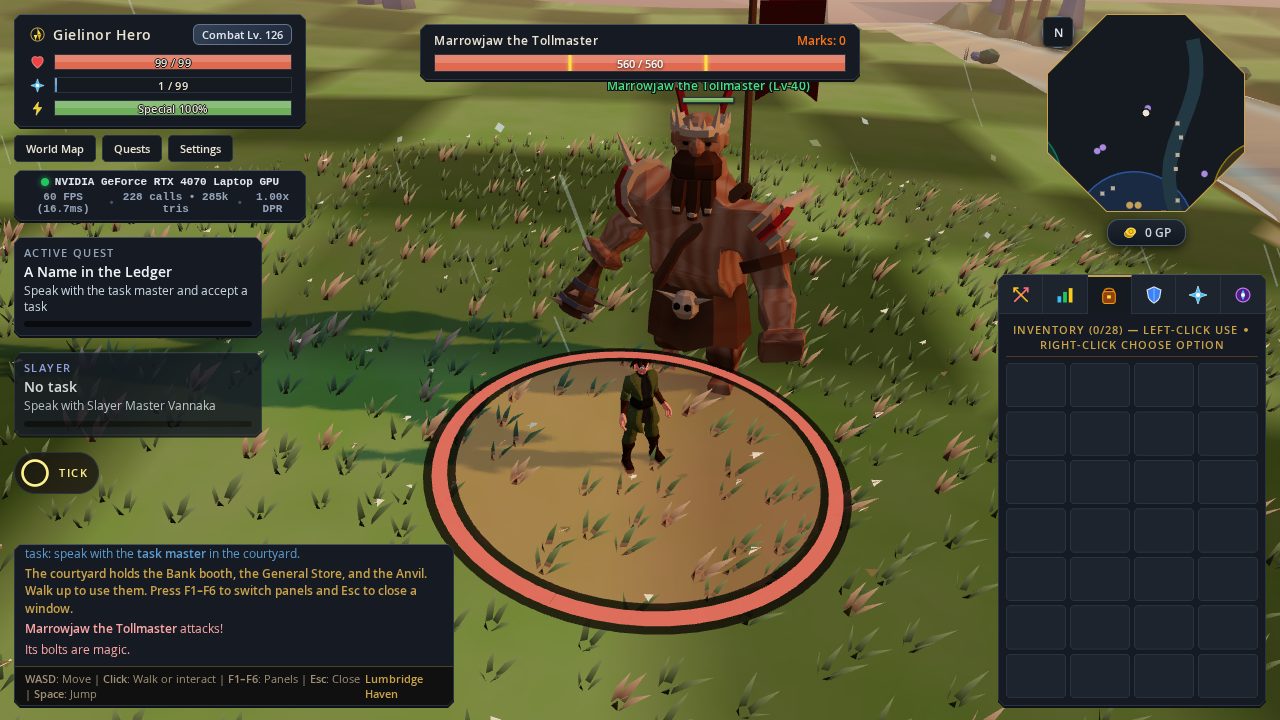 Gielinor Hero
Combat Lv. 126
99 / 99
1 / 99
Special 100%
World Map
Quests
Settings
NVIDIA GeForce RTX 4070 Laptop GPU
60 FPS (16.7ms) • 228 calls • 285k tris • 1.00x DPR
ACTIVE QUEST
A Name in the Ledger
Speak with the task master and accept a
task
SLAYER
No task
Speak with Slayer Master Vannaka
TICK
task: speak with the task master in the courtyard.
The courtyard holds the Bank booth, the General Store, and the Anvil.
Walk up to use them. Press F1–F6 to switch panels and Esc to close a
window.
Marrowjaw the Tollmaster attacks!
Its bolts are magic.
WASD: Move | Click: Walk or interact | F1–F6: Panels | Esc: Close
| Space: Jump
Lumbridge
Haven
Marrowjaw the Tollmaster
Marks: 0
560 / 560
Marrowjaw the Tollmaster (Lv 40)
N
0 GP
INVENTORY (0/28) — LEFT-CLICK USE •
RIGHT-CLICK CHOOSE OPTION